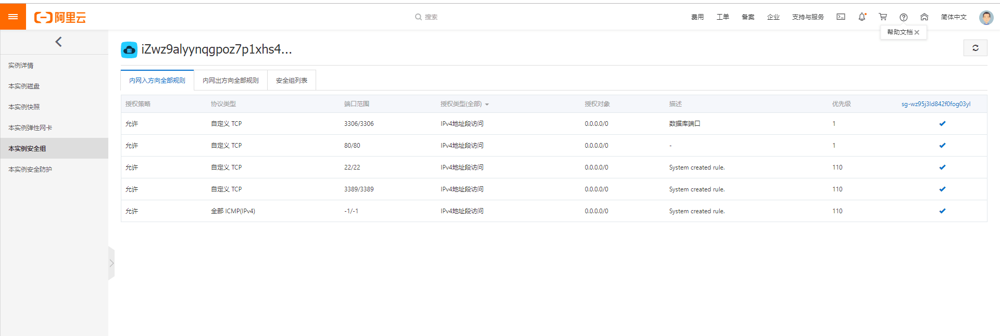 阿里云
搜索
费用 工单 备案 企业 支持与服务 简体中文
帮助文档
iZwz9alyynqgpoz7p1xhs4...
实例详情
本实例磁盘
本实例快照
本实例弹性网卡
本实例安全组
本实例安全防护
内网入方向全部规则 内网出方向全部规则 安全组列表
授权策略 协议类型 端口范围 授权类型(全部) 授权对象 描述 优先级 sg-wz95j3ld842f0fog03yl
允许 自定义 TCP 3306/3306 IPv4地址段访问 0.0.0.0/0 数据库端口 1
允许 自定义 TCP 80/80 IPv4地址段访问 0.0.0.0/0 - 1
允许 自定义 TCP 22/22 IPv4地址段访问 0.0.0.0/0 System created rule. 110
允许 自定义 TCP 3389/3389 IPv4地址段访问 0.0.0.0/0 System created rule. 110
允许 全部 ICMP(IPv4) -1/-1 IPv4地址段访问 0.0.0.0/0 System created rule. 110